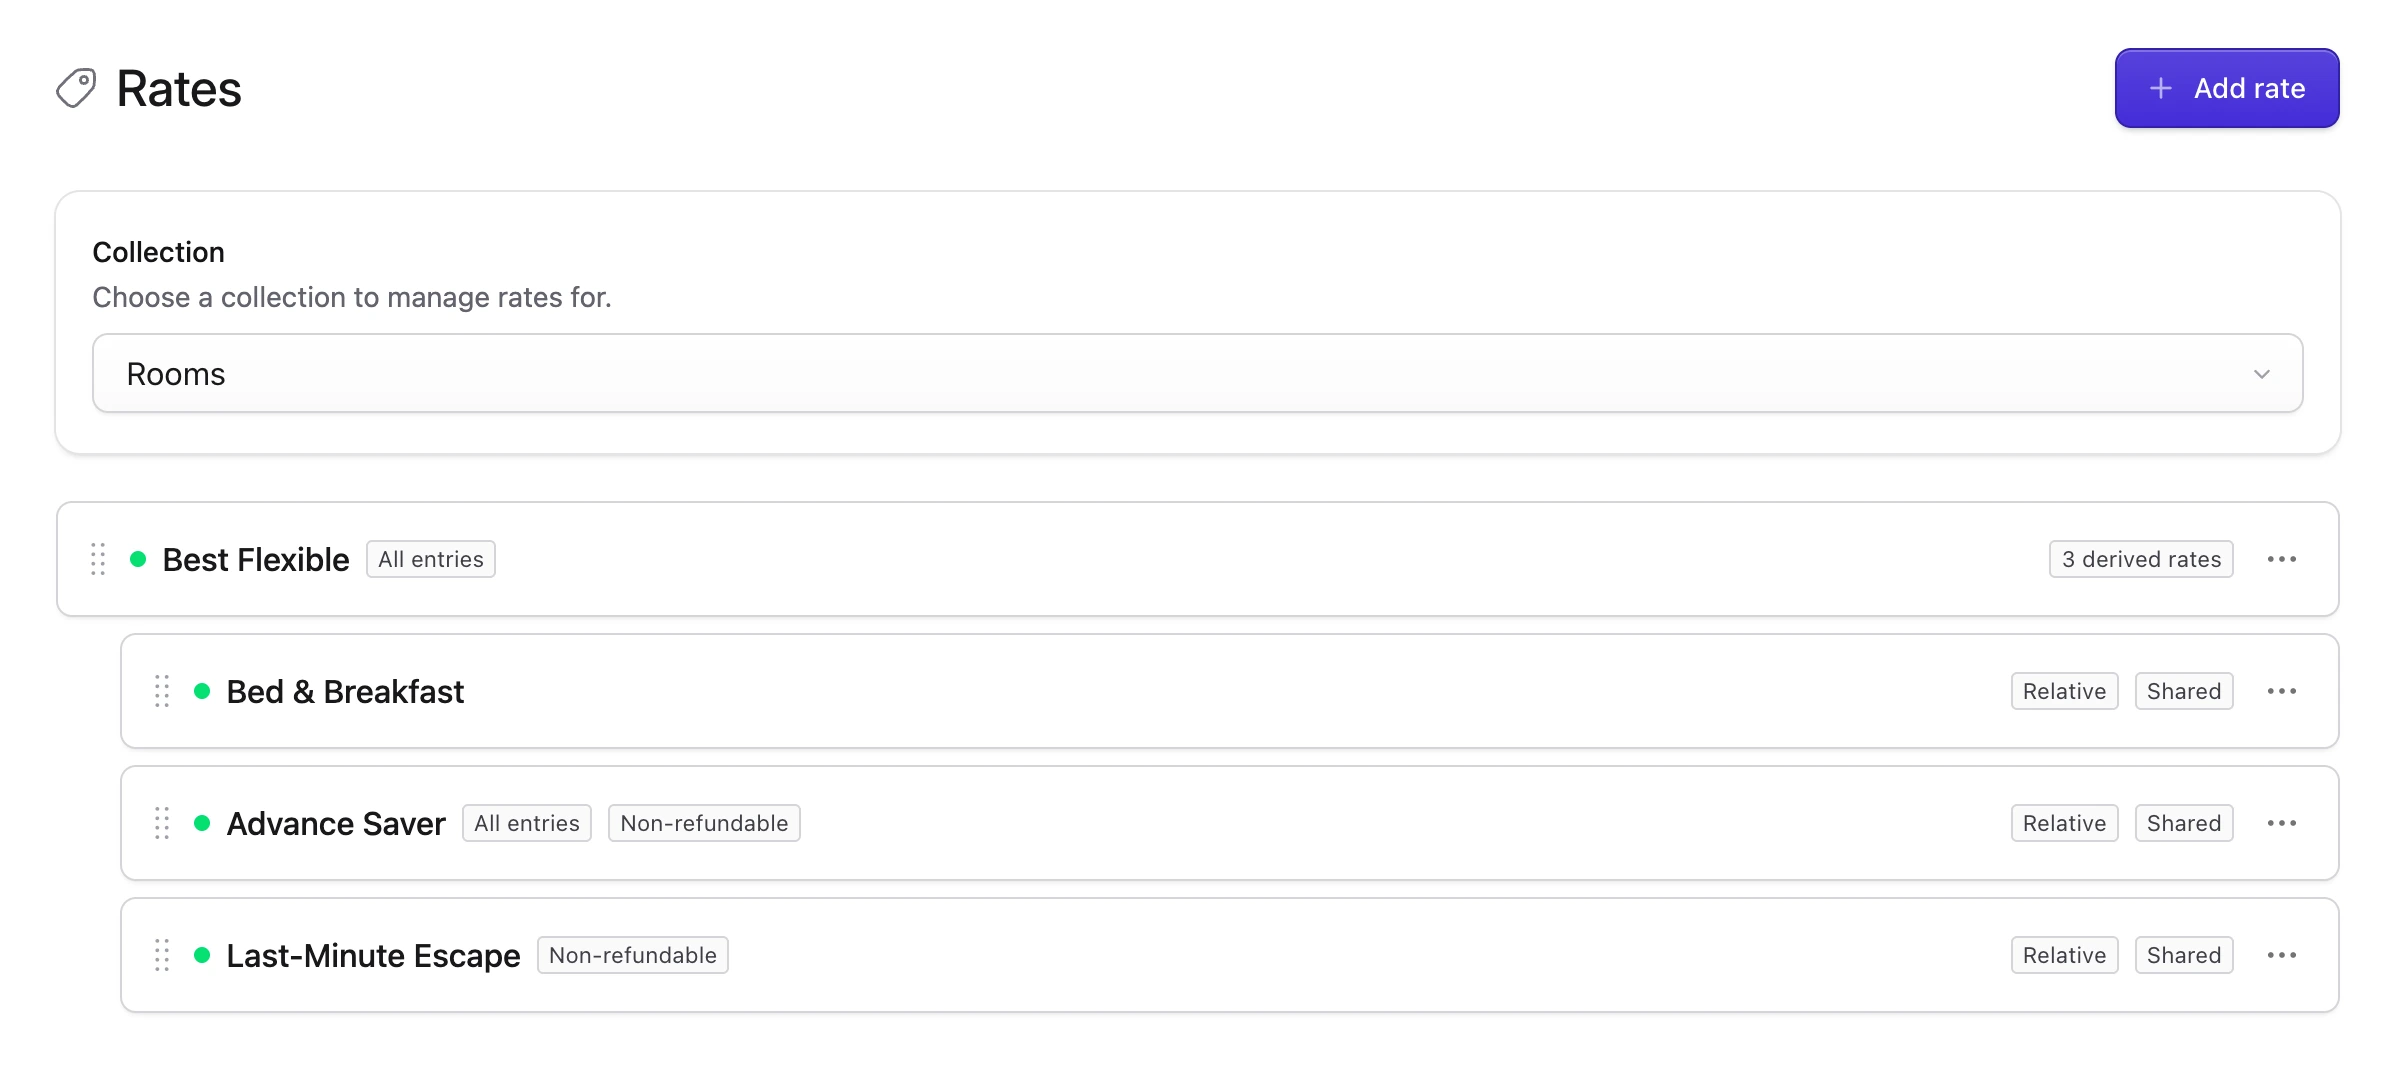 Rates
Add rate
Collection
Choose a collection to manage rates for.
Rooms
Best Flexible All entries 3 derived rates
Bed & Breakfast Relative Shared
Advance Saver All entries Non-refundable Relative Shared
Last-Minute Escape Non-refundable Relative Shared